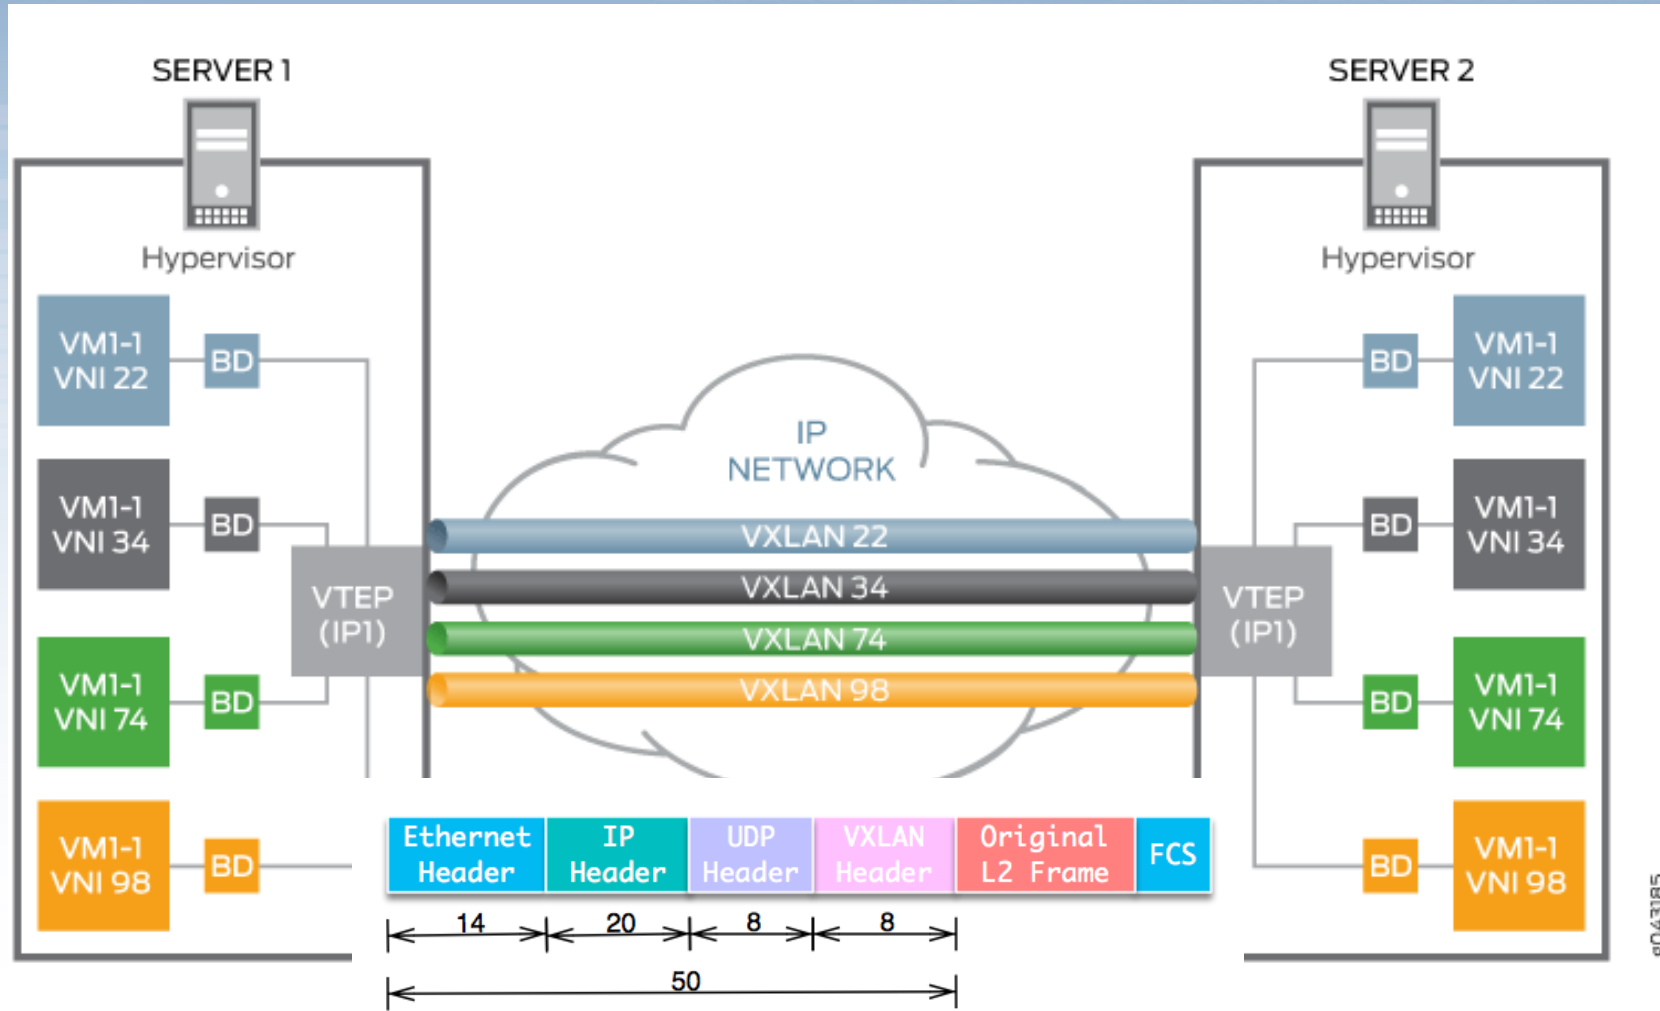 SERVER 1
Hypervisor
VM1-1
VNI 22
BD
VM1-1
VNI 34
BD
VTEP
(IP1)
VM1-1
VNI 74
BD
VM1-1
VNI 98
BD
IP
NETWORK
VXLAN 22
VXLAN 34
VXLAN 74
VXLAN 98
SERVER 2
Hypervisor
BD
VM1-1
VNI 22
BD
VM1-1
VNI 34
VTEP
(IP1)
BD
VM1-1
VNI 74
BD
VM1-1
VNI 98
Ethernet
Header
IP
Header
UDP
Header
VXLAN
Header
Original
L2 Frame
FCS
14
20
8
8
50
g043185